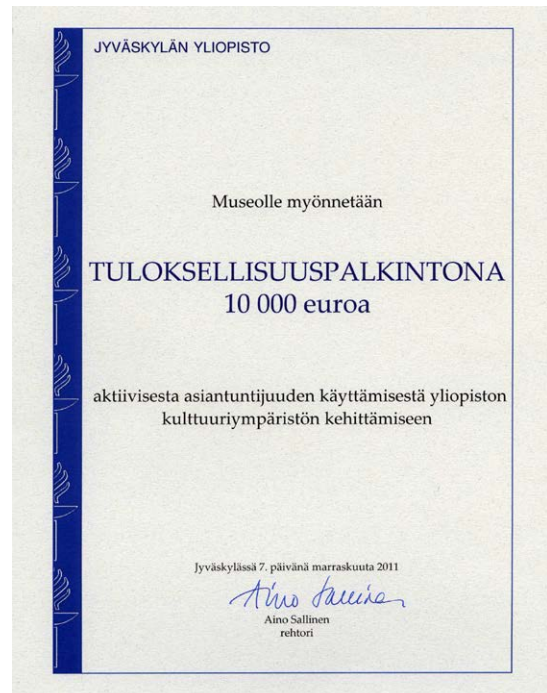 JYVÄSKYLÄN YLIOPISTO
Museolle myönnetään
TULOKSELLISUUSPALKINTONA
10 000 euroa
aktiivisesta asiantuntijuuden käyttämisestä yliopiston
kulttuuriympäristön kehittämiseen
Jyväskylässä 7. päivänä marraskuuta 2011
Aino Sallinen
Aino Sallinen
rehtori